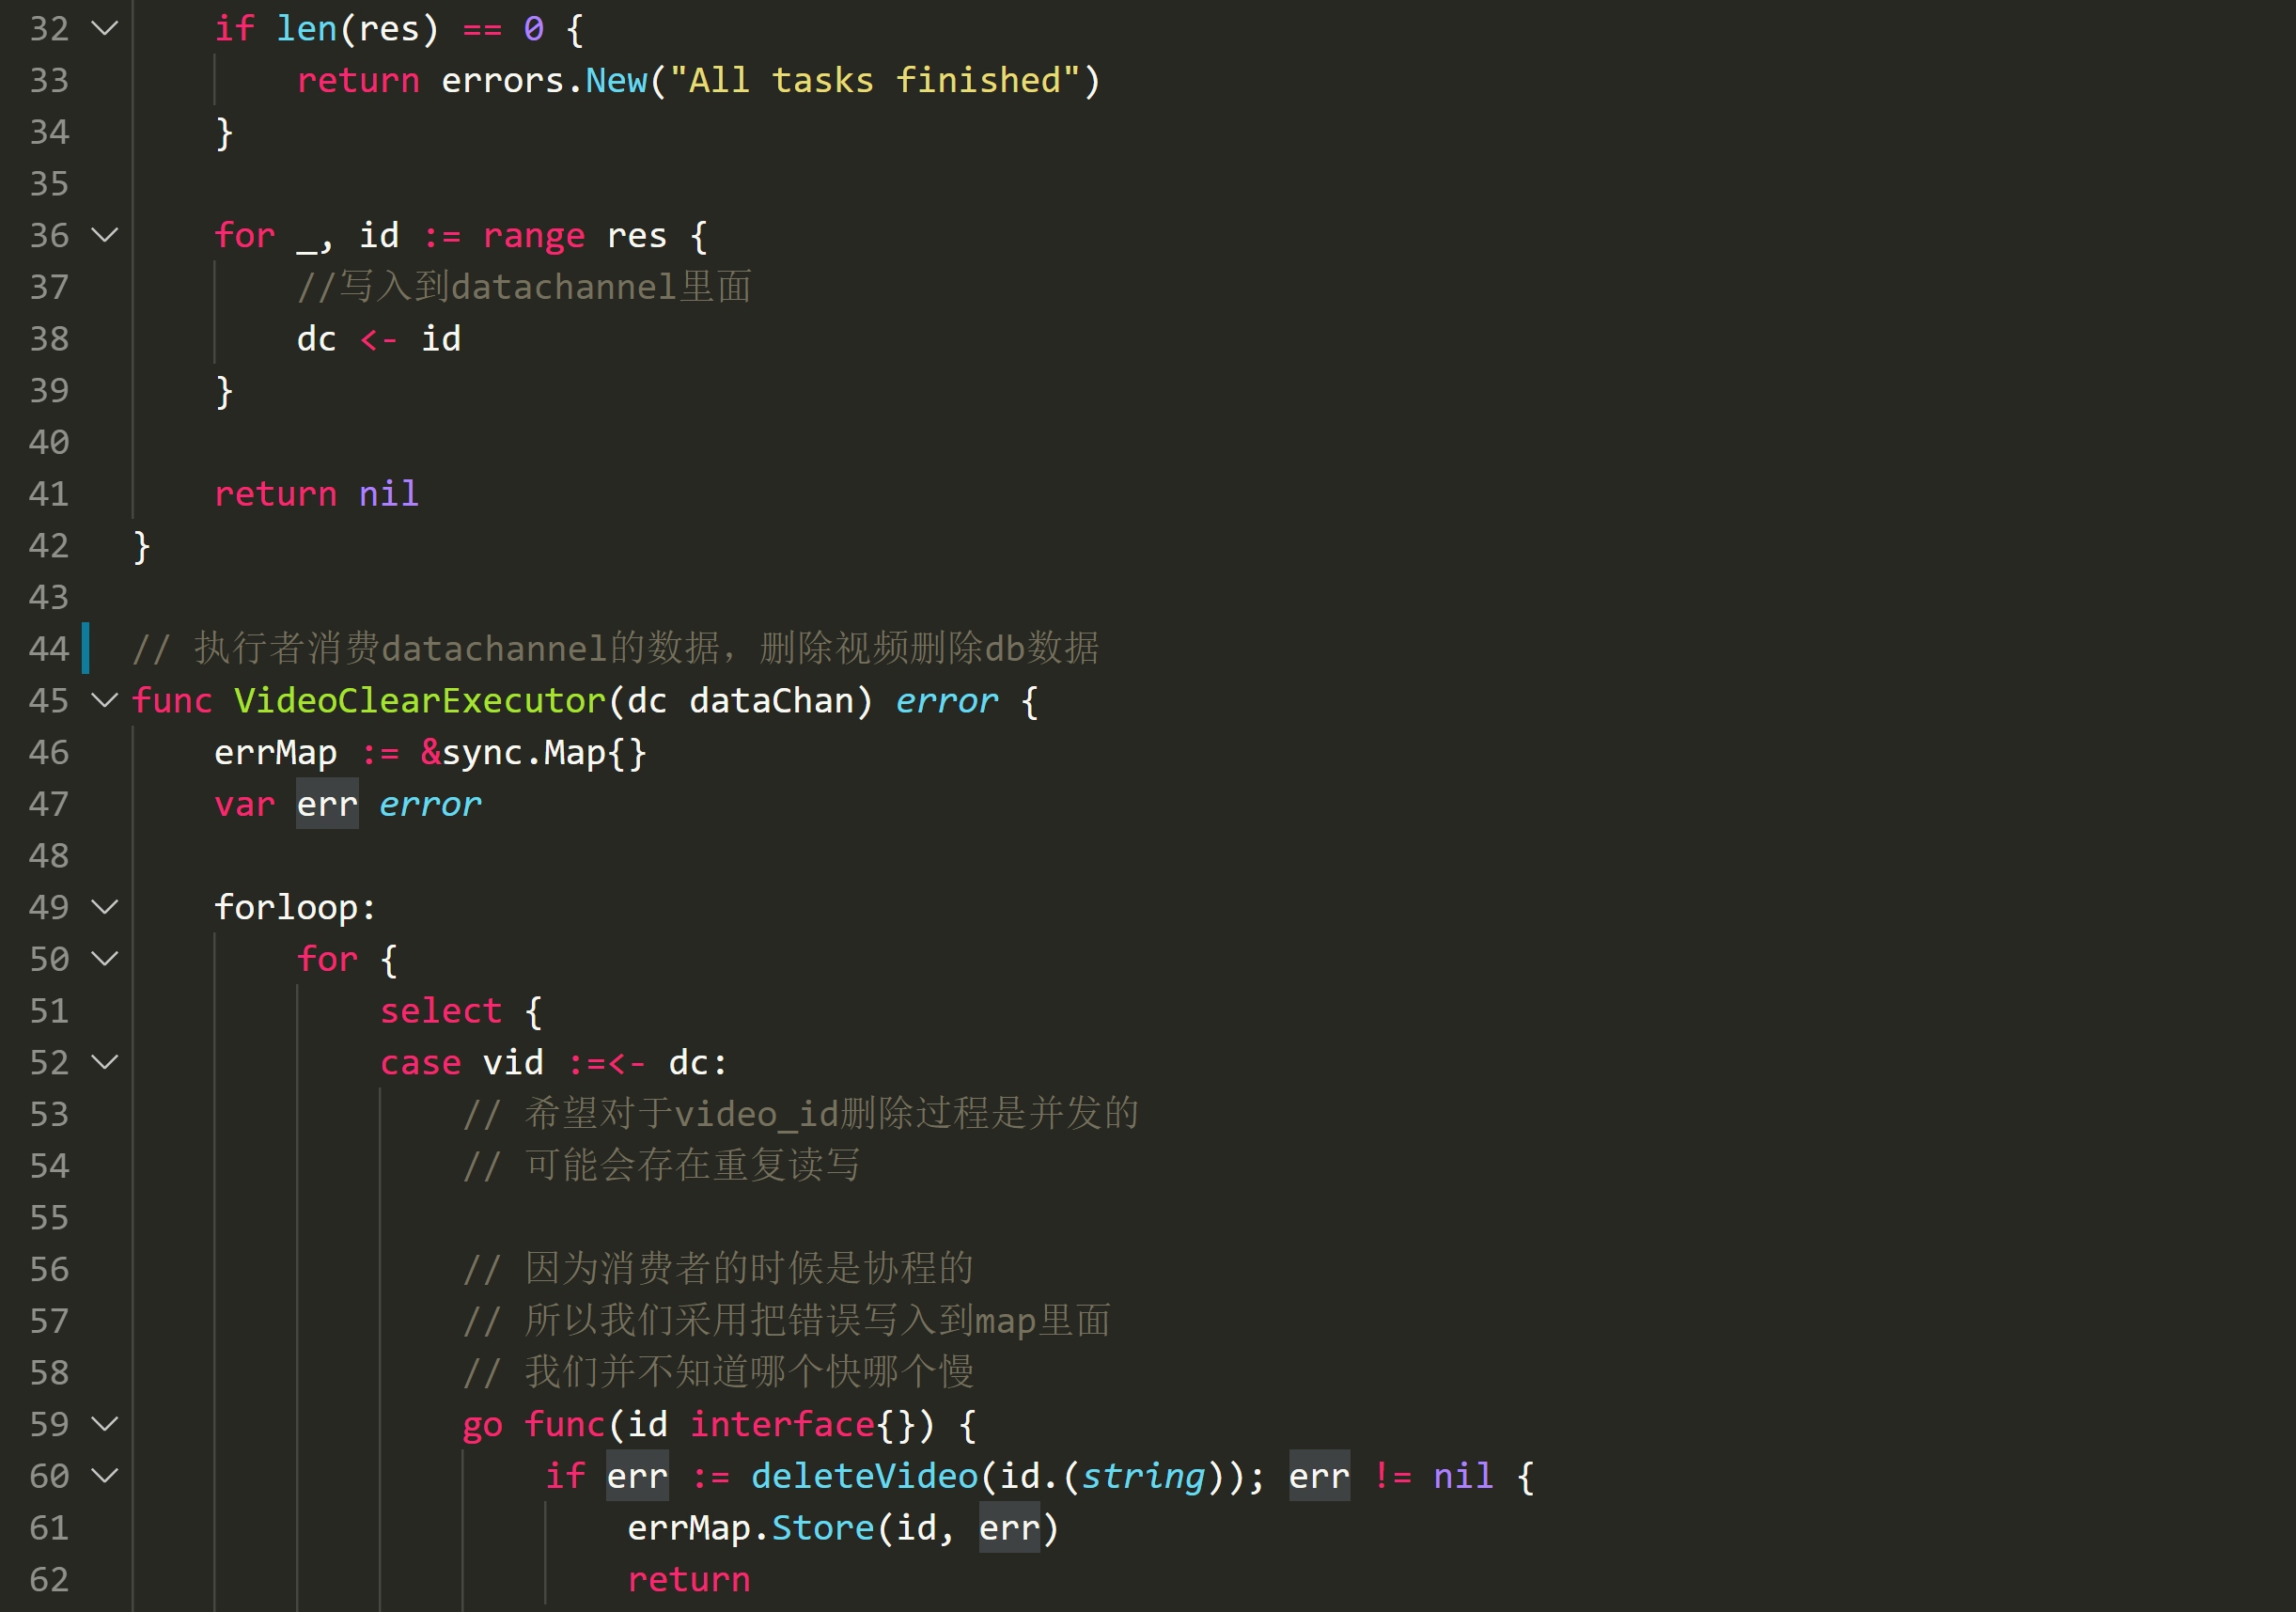 32 if len(res) == 0 {
33 return errors.New("All tasks finished")
34 }
35
36 for _, id := range res {
37 //写入到datachannel里面
38 dc <- id
39 }
40
41 return nil
42 }
43
44 // 执行者消费datachannel的数据，删除视频删除db数据
45 func VideoClearExecutor(dc dataChan) error {
46 errMap := &sync.Map{}
47 var err error
48
49 forloop:
50 for {
51 select {
52 case vid :=<- dc:
53 // 希望对于video_id删除过程是并发的
54 // 可能会存在重复读写
55
56 // 因为消费者的时候是协程的
57 // 所以我们采用把错误写入到map里面
58 // 我们并不知道哪个快哪个慢
59 go func(id interface{}) {
60 if err := deleteVideo(id.(string)); err != nil {
61 errMap.Store(id, err)
62 return